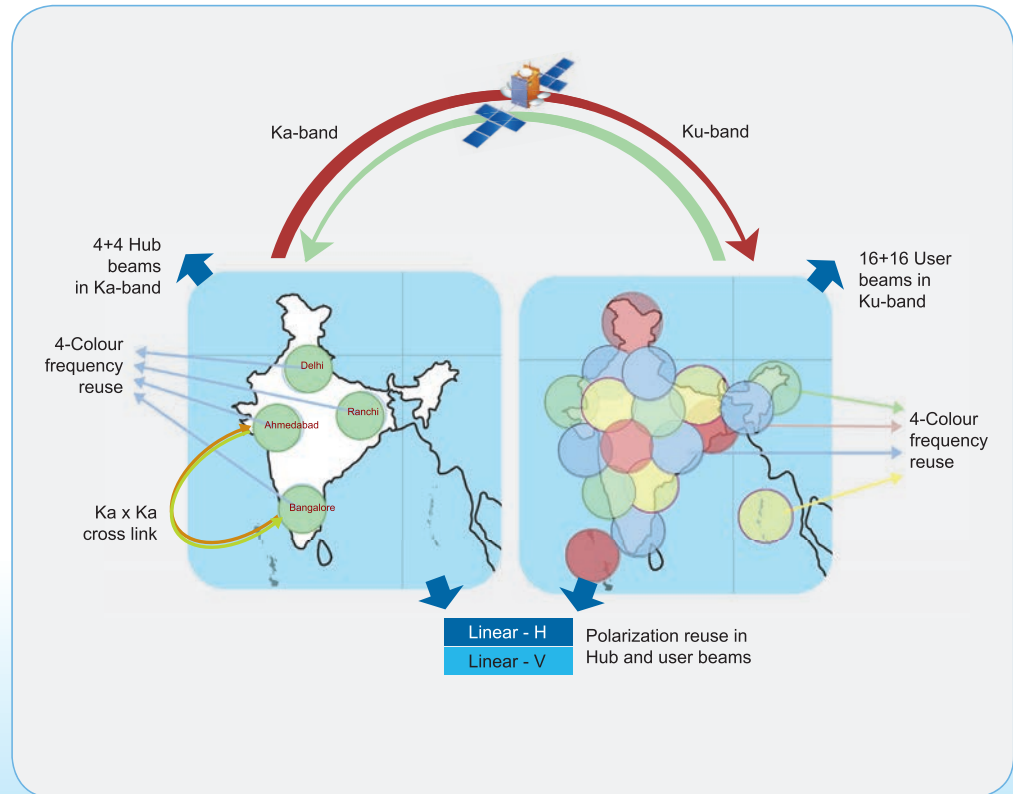 Ka-band
Ku-band
4+4 Hub
beams
in Ka-band
16+16 User
beams in
Ku-band
4-Colour
frequency
reuse
Delhi
Ranchi
Ahmedabad
Bangalore
Ka x Ka
cross link
4-Colour
frequency
reuse
Linear - H
Linear - V
Polarization reuse in
Hub and user beams